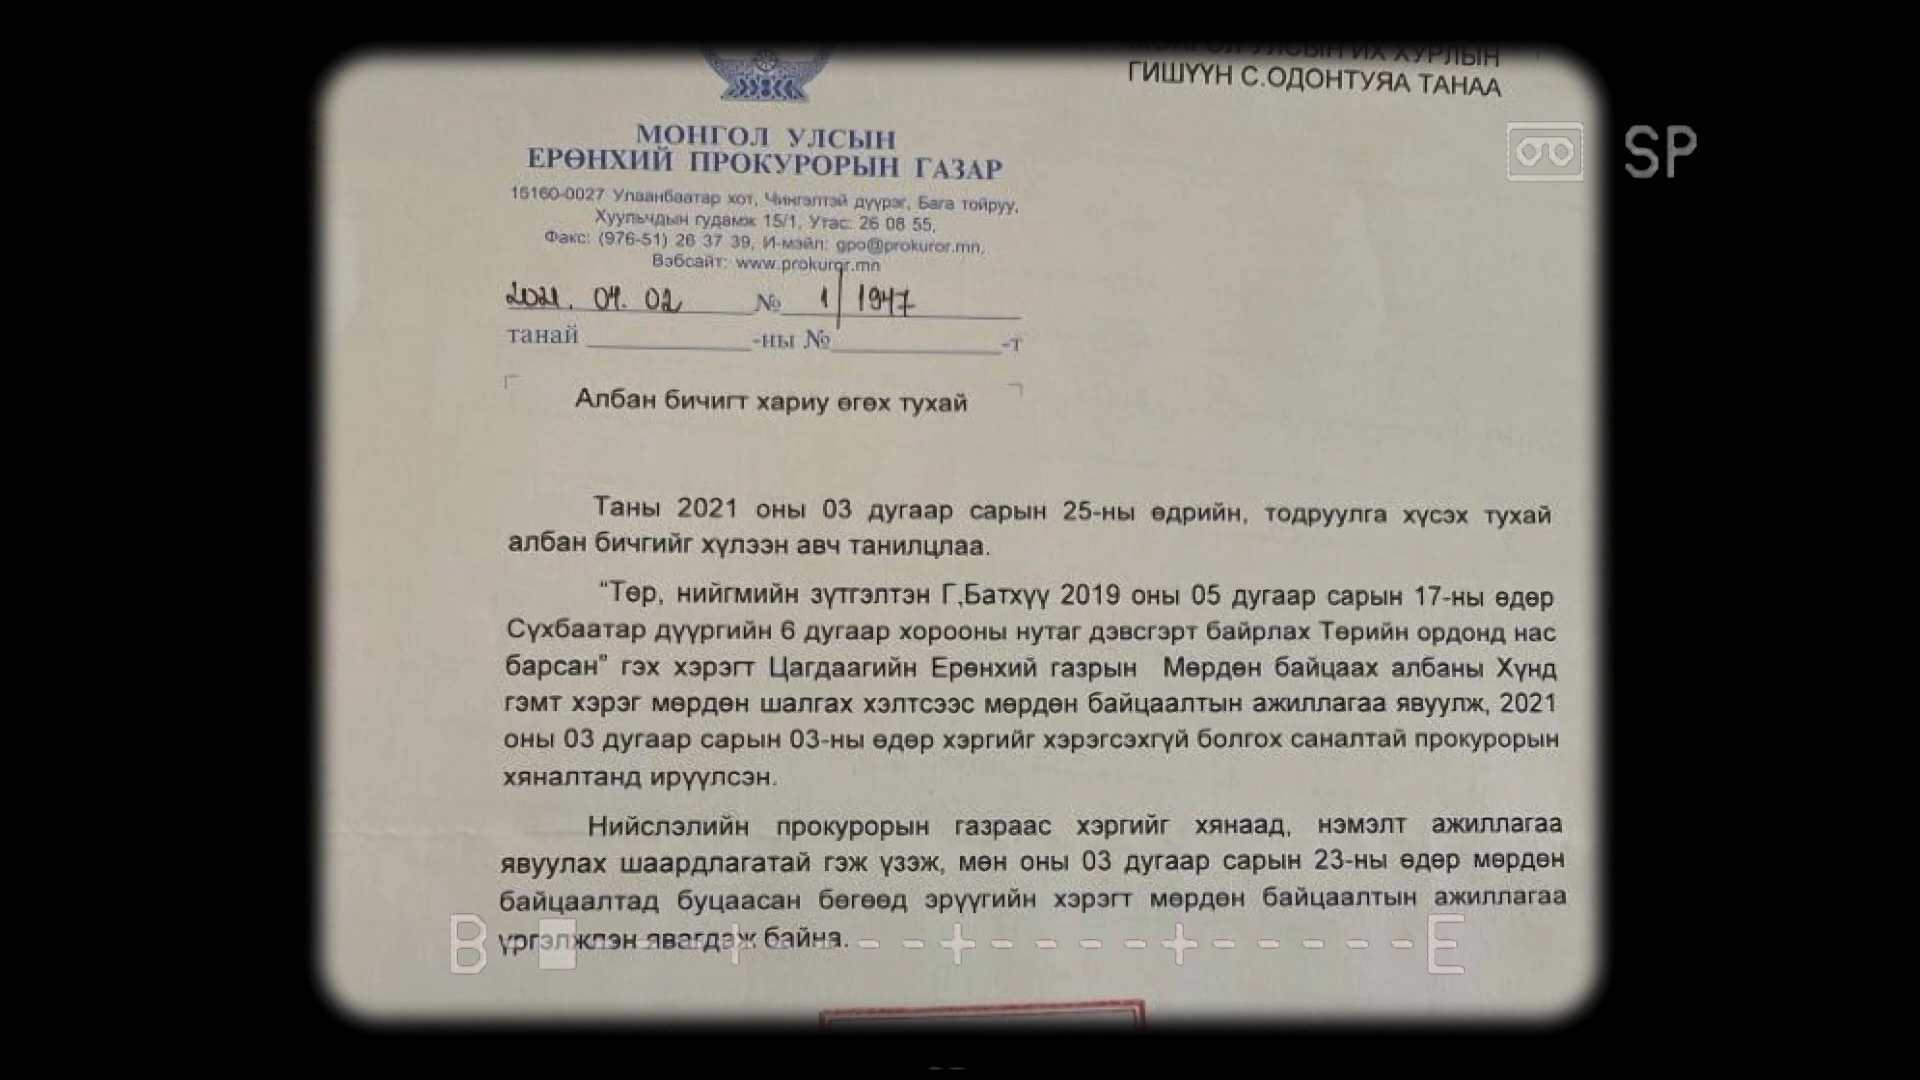 МОНГОЛ УЛСЫН ИХ ХУРЛЫН
ГИШҮҮН С.ОДОНТУЯА ТАНАА
SP
МОНГОЛ УЛСЫН
ЕРӨНХИЙ ПРОКУРОРЫН ГАЗАР
15160-0027 Улаанбаатар хот, Чингэлтэй дүүрэг, Бага тойруу,
Хуульчдын гудамж 15/1, Утас: 26 08 55,
Факс: (976-51) 26 37 39, И-мэйл: gpo@prokuror.mn,
Вэбсайт: www.prokuror.mn
2021. 04. 02 № 1/1947
танай ____________-ны №____________-т
Албан бичигт хариу өгөх тухай
Таны 2021 оны 03 дугаар сарын 25-ны өдрийн, тодруулга хүсэх тухай
албан бичгийг хүлээн авч танилцлаа.
"Төр, нийгмийн зүтгэлтэн Г.Батхүү 2019 оны 05 дугаар сарын 17-ны өдөр
Сүхбаатар дүүргийн 6 дугаар хорооны нутаг дэвсгэрт байрлах Төрийн ордонд нас
барсан" гэх хэрэгт Цагдаагийн Ерөнхий газрын Мөрдөн байцаах албаны Хүнд
гэмт хэрэг мөрдөн шалгах хэлтсээс мөрдөн байцаалтын ажиллагаа явуулж, 2021
оны 03 дугаар сарын 03-ны өдөр хэргийг хэрэгсэхгүй болгох саналтай прокурорын
хяналтанд ирүүлсэн.
Нийслэлийн прокурорын газраас хэргийг хянаад, нэмэлт ажиллагаа
явуулах шаардлагатай гэж үзэж, мөн оны 03 дугаар сарын 23-ны өдөр мөрдөн
байцаалтад буцаасан бөгөөд эрүүгийн хэрэгт мөрдөн байцаалтын ажиллагаа
үргэлжлэн явагдаж байна.
B E